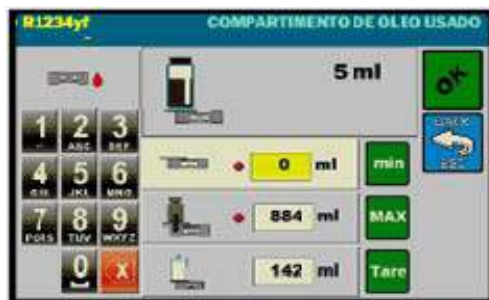 R1234yf COMPARTIMENTO DE OLEO USADO
5 ml
OK
BACK
ESC
1 2 3
ABC DEF
0 ml min
4 5 6
GHI JKL MNO
884 ml MAX
7 8 9
PQRS TUV WXYZ
142 ml Tare
0 X